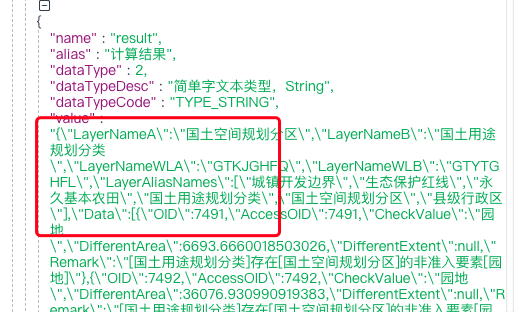 {
"name" : "result",
"alias" : "计算结果",
"dataType" : 2,
"dataTypeDesc" : "简单字文本类型，String",
"dataTypeCode" : "TYPE_STRING",
"value" :
"{\"LayerNameA\":\"国土空间规划分区\",\"LayerNameB\":\"国土用途
规划分类
\",\"LayerNameWLA\":\"GTKJGHFQ\",\"LayerNameWLB\":\"GTYTG
HFL\",\"LayerAliasNames\":[\"城镇开发边界\",\"生态保护红线\",\"永
久基本农田\",\"国土用途规划分类\",\"国土空间规划分区\",\"县级行政区
\"],\"Data\":[{\"OID\":7491,\"AccessOID\":7491,\"CheckValue\":\"园
地
\",\"DifferentArea\":6693.6660018503026,\"DifferentExtent\":null,\"
Remark\":\"[国土用途规划分类]存在[国土空间规划分区]的非准入要素[园
地]\"},{\"OID\":7492,\"AccessOID\":7492,\"CheckValue\":\"园地
\",\"DifferentArea\":36076.930990919383,\"DifferentExtent\":null,\"R
emark\":\"[国土用途规划分类]存在[国土空间规划分区]的非准入要素[园